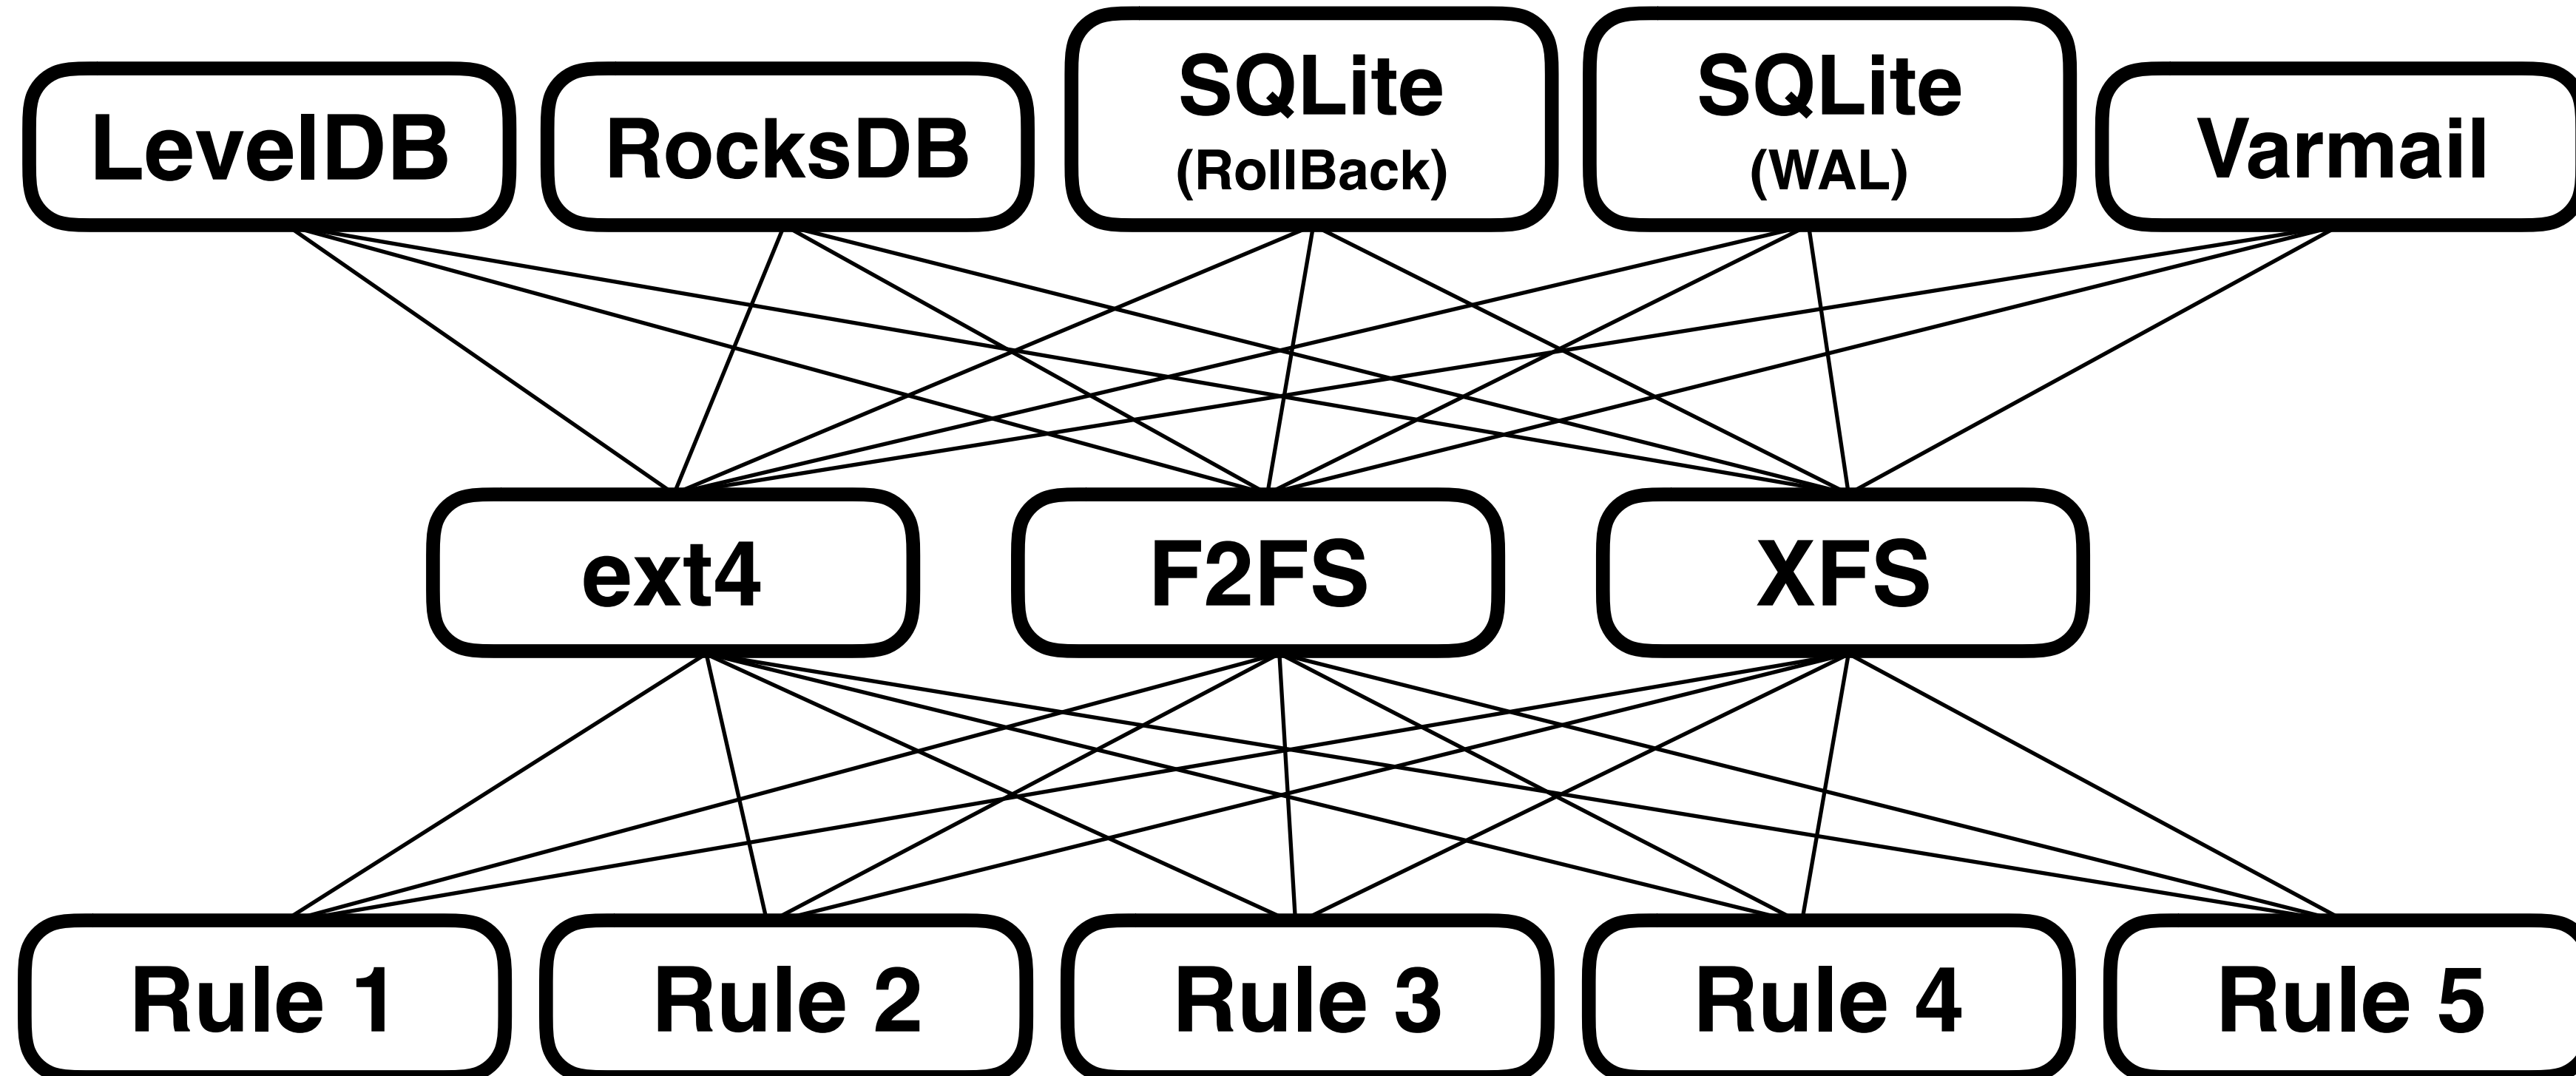 LevelDB
RocksDB
SQLite
(RollBack)
SQLite
(WAL)
Varmail
ext4
F2FS
XFS
Rule 1
Rule 2
Rule 3
Rule 4
Rule 5